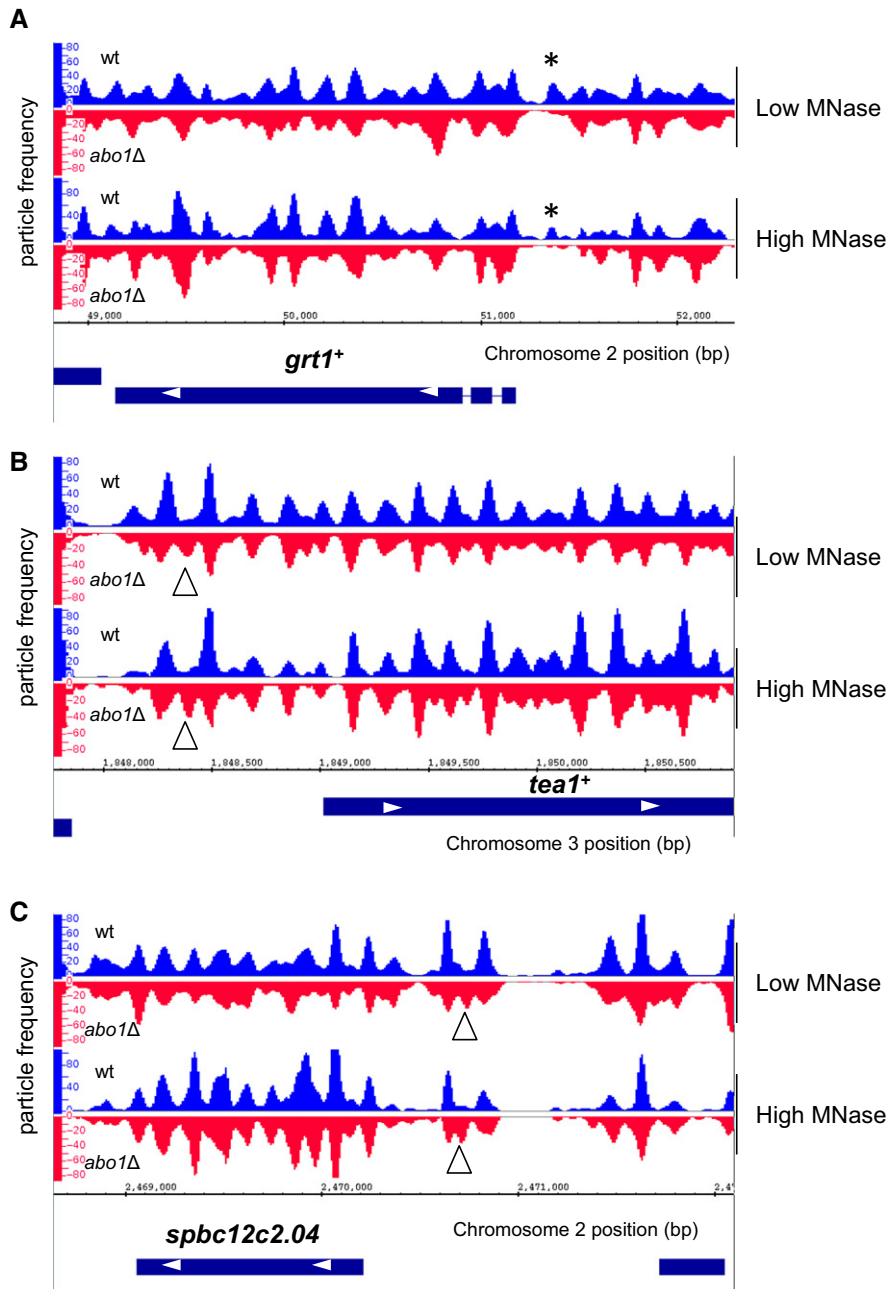 A
particle frequency
80
60
40
20
0
wt
*
-20
-40
-60
-80
abo1Δ
Low MNase
80
60
40
20
0
wt
*
-20
-40
-60
-80
abo1Δ
High MNase
49,000 50,000 51,000 52,000
grt1+
Chromosome 2 position (bp)
B
particle frequency
80
60
40
20
0
wt
-20
-40
-60
-80
abo1Δ
Low MNase
80
60
40
20
0
wt
-20
-40
-60
-80
abo1Δ
High MNase
1,848,000 1,848,500 1,849,000 1,849,500 1,850,000 1,850,500
tea1+
Chromosome 3 position (bp)
C
particle frequency
80
60
40
20
0
wt
-20
-40
-60
-80
abo1Δ
Low MNase
80
60
40
20
0
wt
-20
-40
-60
-80
abo1Δ
High MNase
2,469,000 2,470,000 2,471,000
spbc12c2.04
Chromosome 2 position (bp)